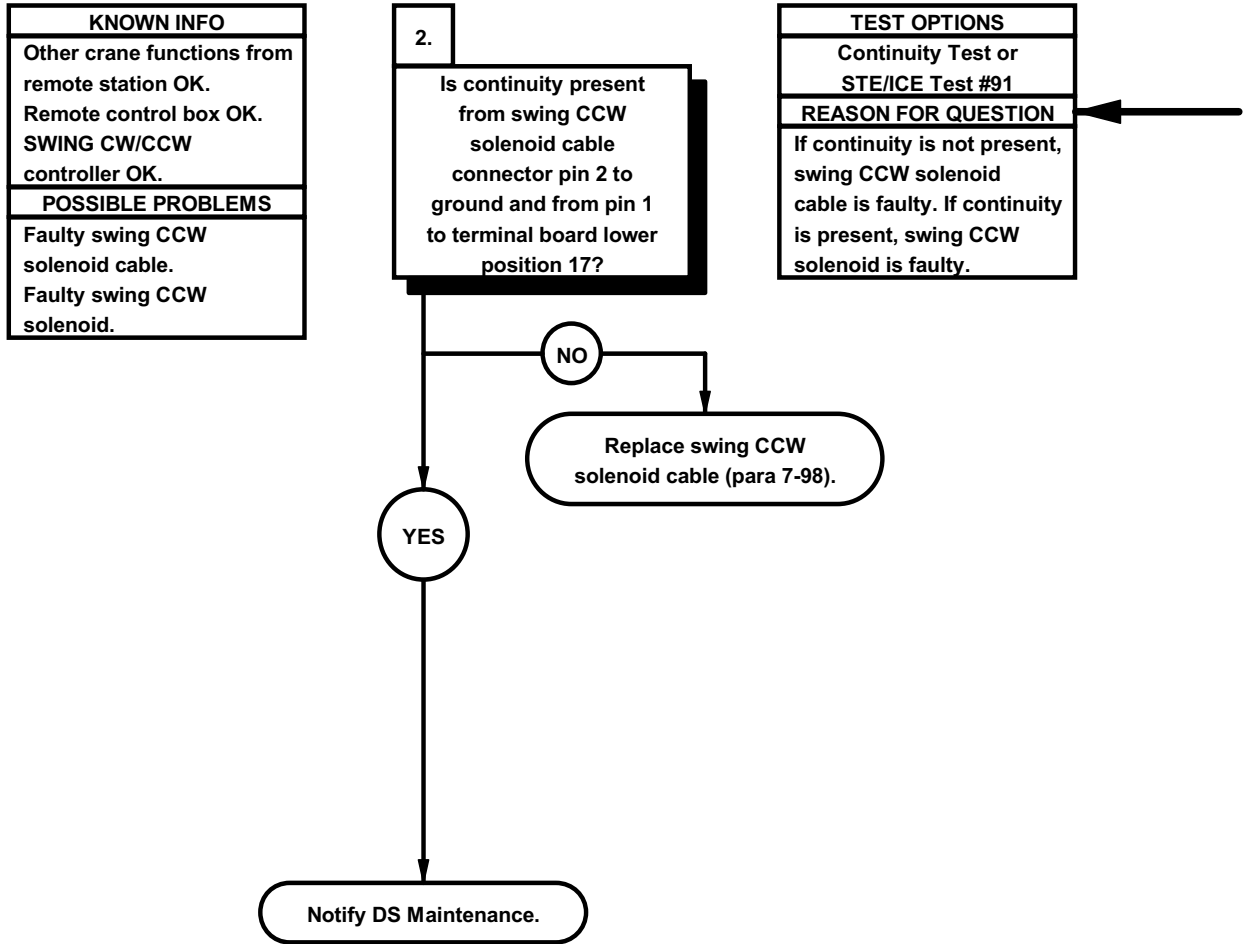 KNOWN INFO
Other crane functions from
remote station OK.
Remote control box OK.
SWING CW/CCW
controller OK.
POSSIBLE PROBLEMS
Faulty swing CCW
solenoid cable.
Faulty swing CCW
solenoid.
2.
Is continuity present
from swing CCW
solenoid cable
connector pin 2 to
ground and from pin 1
to terminal board lower
position 17?
TEST OPTIONS
Continuity Test or
STE/ICE Test #91
REASON FOR QUESTION
If continuity is not present,
swing CCW solenoid
cable is faulty. If continuity
is present, swing CCW
solenoid is faulty.
NO
Replace swing CCW
solenoid cable (para 7-98).
YES
Notify DS Maintenance.